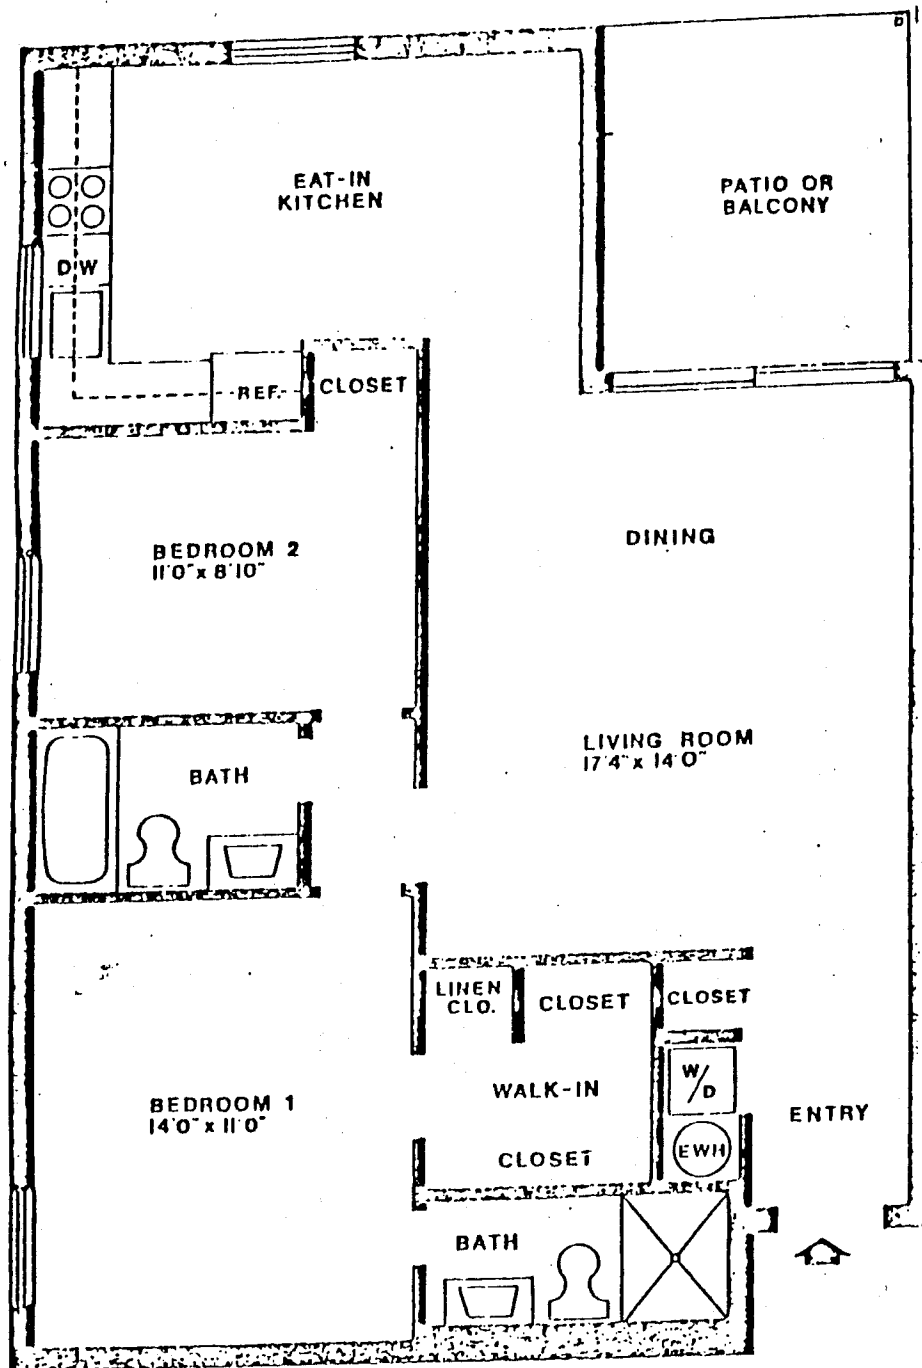 EAT-IN
KITCHEN
PATIO OR
BALCONY
D W
REF.
CLOSET
DINING
BEDROOM 2
11'0" x 8'10"
LIVING ROOM
17'4" x 14'0"
BATH
LINEN
CLO.
CLOSET
CLOSET
W/D
WALK-IN
CLOSET
BEDROOM 1
14'0" x 11'0"
ENTRY
EWH
BATH